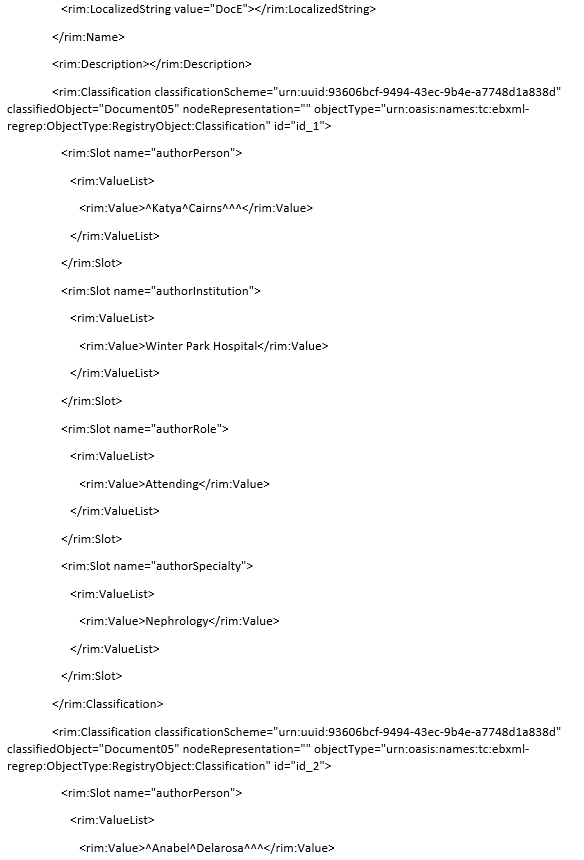 <rim:LocalizedString value="DocE"></rim:LocalizedString>
</rim:Name>
<rim:Description></rim:Description>
<rim:Classification classificationScheme="urn:uuid:93606bcf-9494-43ec-9b4e-a7748d1a838d"
classifiedObject="Document05" nodeRepresentation="" objectType="urn:oasis:names:tc:ebxml-
regrep:ObjectType:RegistryObject:Classification" id="id_1">
<rim:Slot name="authorPerson">
<rim:ValueList>
<rim:Value>^Katya^Cairns^^^</rim:Value>
</rim:ValueList>
</rim:Slot>
<rim:Slot name="authorInstitution">
<rim:ValueList>
<rim:Value>Winter Park Hospital</rim:Value>
</rim:ValueList>
</rim:Slot>
<rim:Slot name="authorRole">
<rim:ValueList>
<rim:Value>Attending</rim:Value>
</rim:ValueList>
</rim:Slot>
<rim:Slot name="authorSpecialty">
<rim:ValueList>
<rim:Value>Nephrology</rim:Value>
</rim:ValueList>
</rim:Slot>
</rim:Classification>
<rim:Classification classificationScheme="urn:uuid:93606bcf-9494-43ec-9b4e-a7748d1a838d"
classifiedObject="Document05" nodeRepresentation="" objectType="urn:oasis:names:tc:ebxml-
regrep:ObjectType:RegistryObject:Classification" id="id_2">
<rim:Slot name="authorPerson">
<rim:ValueList>
<rim:Value>^Anabel^Delarosa^^^</rim:Value>